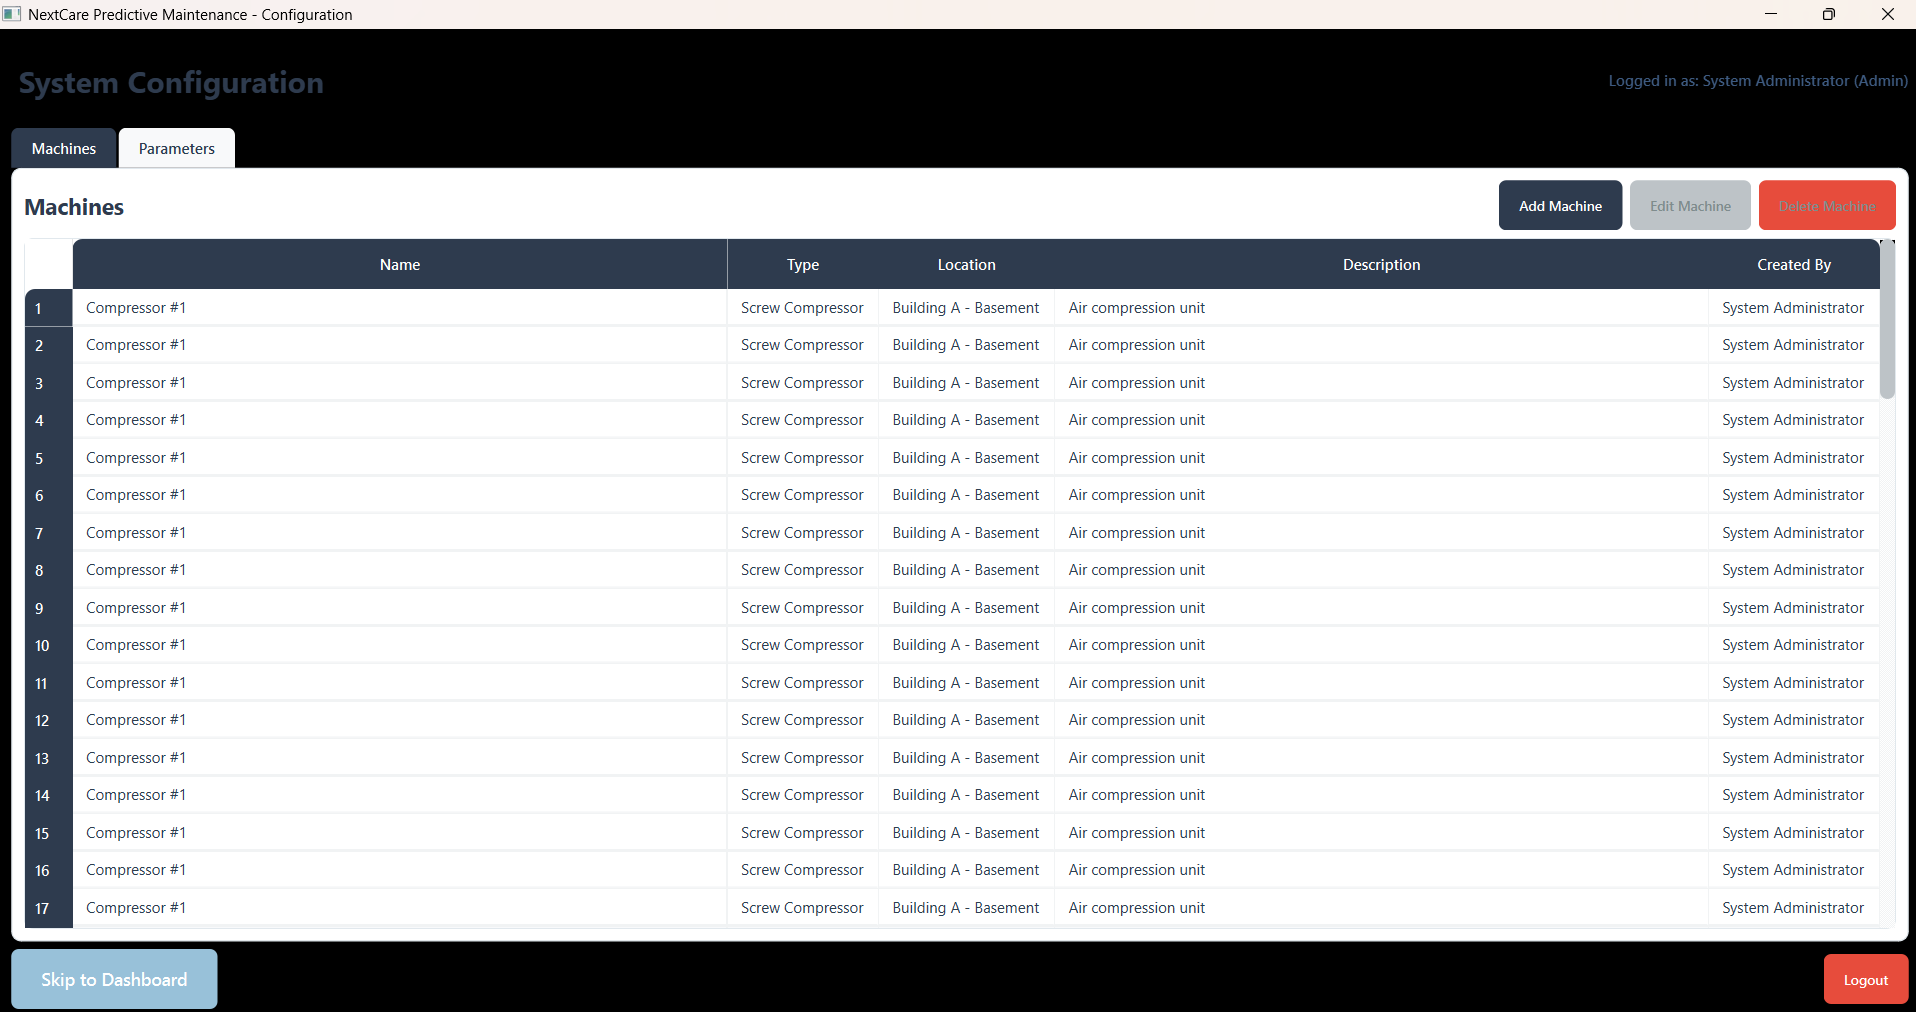 NextCare Predictive Maintenance - Configuration
System Configuration
Logged in as: System Administrator (Admin)
Machines Parameters
Machines
Add Machine Edit Machine Delete Machine
Name Type Location Description Created By
1 Compressor #1 Screw Compressor Building A - Basement Air compression unit System Administrator
2 Compressor #1 Screw Compressor Building A - Basement Air compression unit System Administrator
3 Compressor #1 Screw Compressor Building A - Basement Air compression unit System Administrator
4 Compressor #1 Screw Compressor Building A - Basement Air compression unit System Administrator
5 Compressor #1 Screw Compressor Building A - Basement Air compression unit System Administrator
6 Compressor #1 Screw Compressor Building A - Basement Air compression unit System Administrator
7 Compressor #1 Screw Compressor Building A - Basement Air compression unit System Administrator
8 Compressor #1 Screw Compressor Building A - Basement Air compression unit System Administrator
9 Compressor #1 Screw Compressor Building A - Basement Air compression unit System Administrator
10 Compressor #1 Screw Compressor Building A - Basement Air compression unit System Administrator
11 Compressor #1 Screw Compressor Building A - Basement Air compression unit System Administrator
12 Compressor #1 Screw Compressor Building A - Basement Air compression unit System Administrator
13 Compressor #1 Screw Compressor Building A - Basement Air compression unit System Administrator
14 Compressor #1 Screw Compressor Building A - Basement Air compression unit System Administrator
15 Compressor #1 Screw Compressor Building A - Basement Air compression unit System Administrator
16 Compressor #1 Screw Compressor Building A - Basement Air compression unit System Administrator
17 Compressor #1 Screw Compressor Building A - Basement Air compression unit System Administrator
Skip to Dashboard
Logout